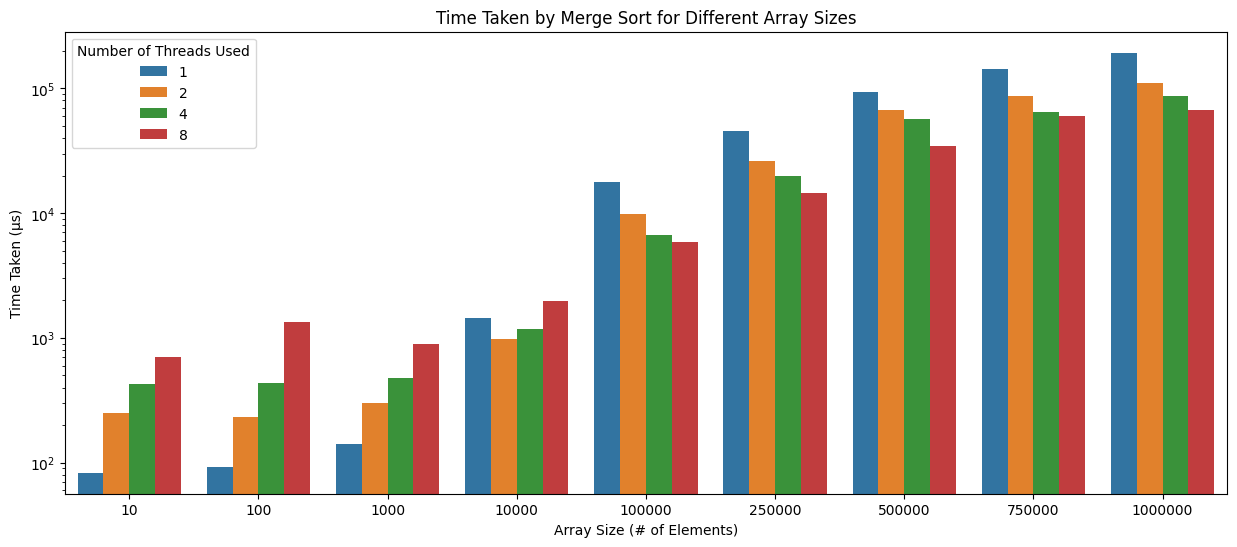 Time Taken by Merge Sort for Different Array Sizes
Number of Threads Used
1
2
4
8
10⁵
10⁴
10³
10²
Time Taken (µs)
10 100 1000 10000 100000 250000 500000 750000 1000000
Array Size (# of Elements)